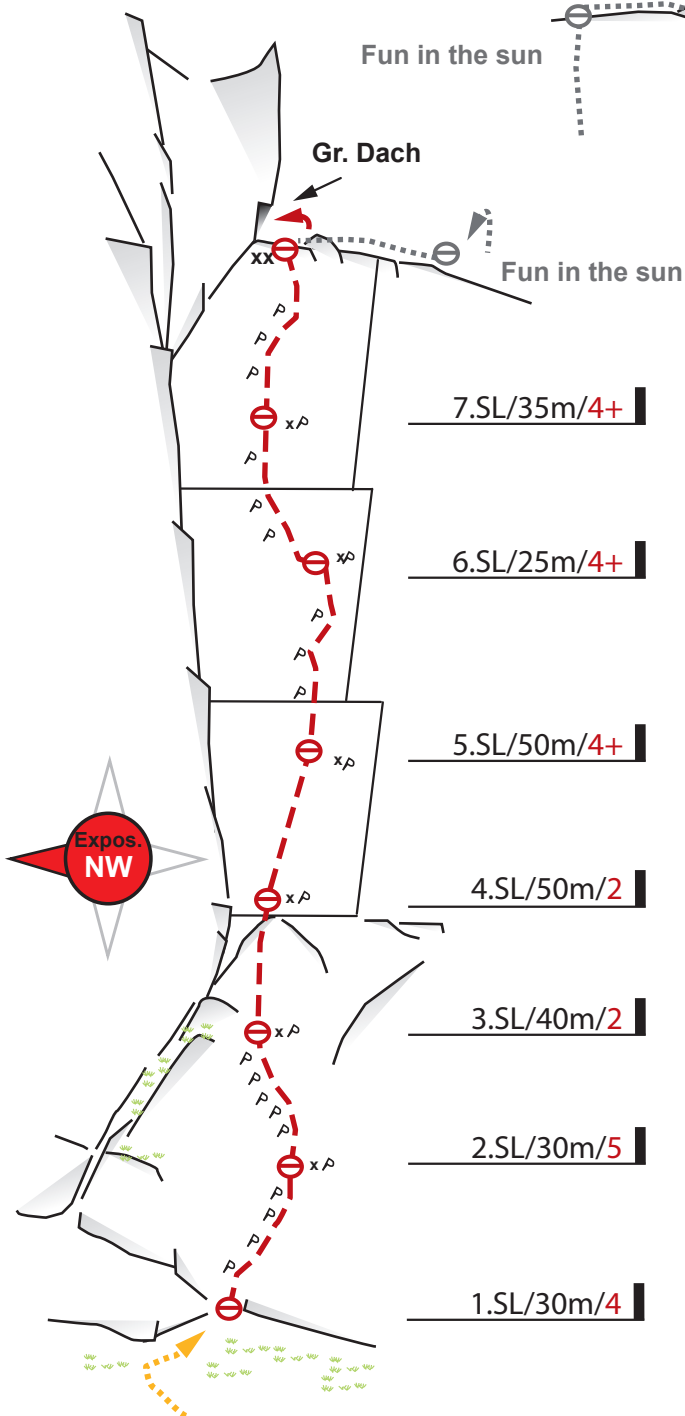 Fun in the sun
Gr. Dach
xx
Fun in the sun
P
P
P
P
7.SL/35m/4+
x P
P
P
P
6.SL/25m/4+
xP
P
P
P
5.SL/50m/4+
x P
Expos.
NW
4.SL/50m/2
x P
3.SL/40m/2
x P
P
P
P
P
P
P
2.SL/30m/5
x P
P
P
P
P
P
1.SL/30m/4